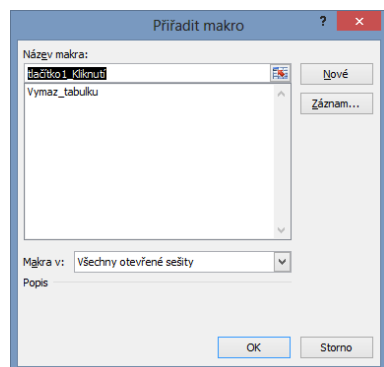 Přiřadit makro
?
Název makra:
tlačítko1_Kliknutí
Nové
Vymaz_tabulku
Záznam...
Makra v:
Všechny otevřené sešity
Popis
OK
Storno